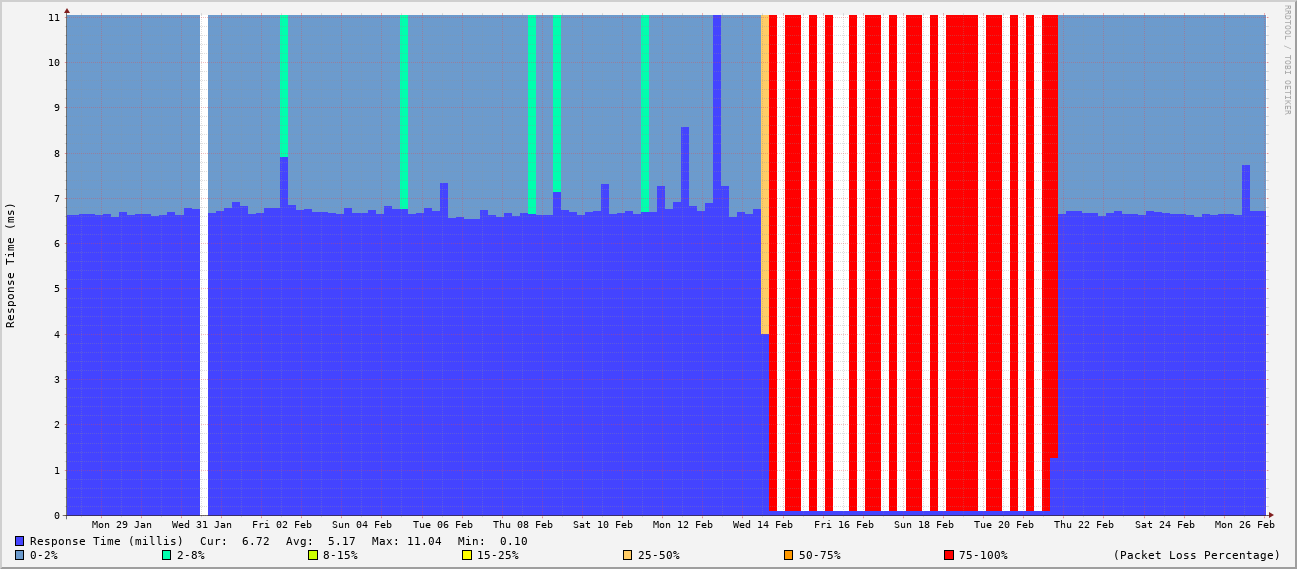 RRDTOOL / TOBI OETIKER
Response Time (ms)
11
10
9
8
7
6
5
4
3
2
1
0
Mon 29 Jan Wed 31 Jan Fri 02 Feb Sun 04 Feb Tue 06 Feb Thu 08 Feb Sat 10 Feb Mon 12 Feb Wed 14 Feb Fri 16 Feb Sun 18 Feb Tue 20 Feb Thu 22 Feb Sat 24 Feb Mon 26 Feb
Response Time (millis) Cur: 6.72 Avg: 5.17 Max: 11.04 Min: 0.10
0-2% 2-8% 8-15% 15-25% 25-50% 50-75% 75-100% (Packet Loss Percentage)